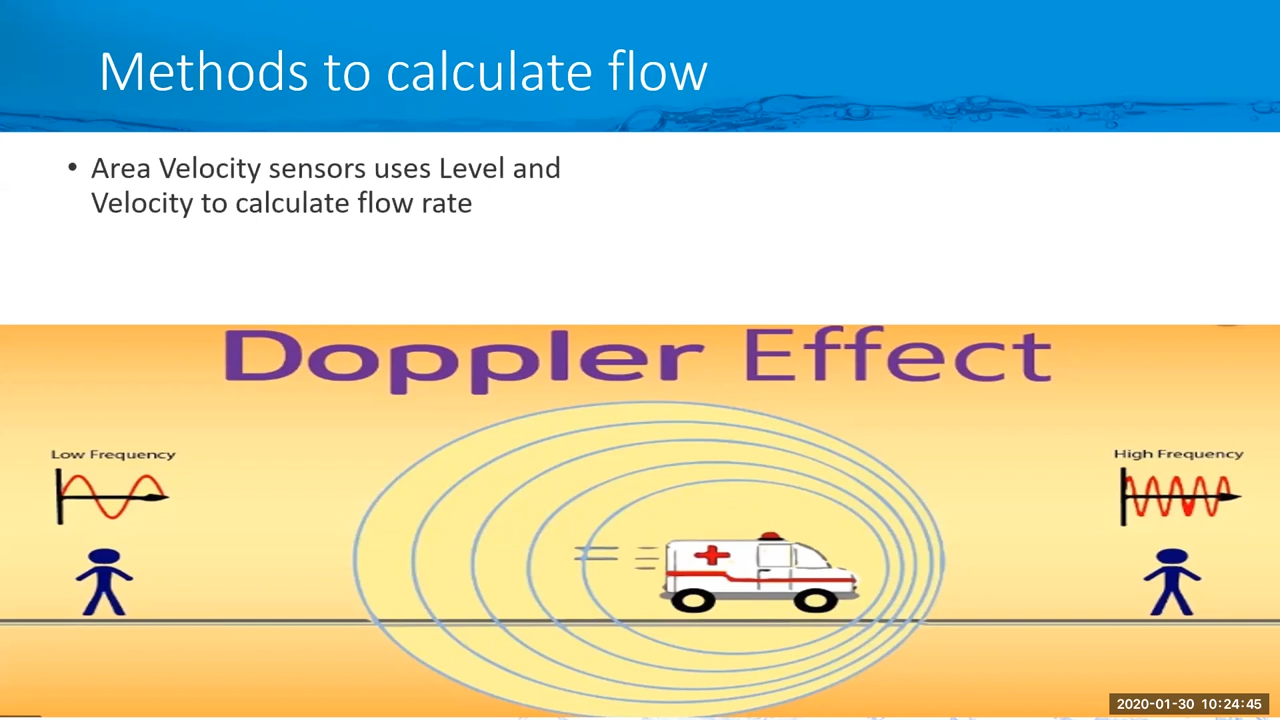 Methods to calculate flow
• Area Velocity sensors uses Level and
Velocity to calculate flow rate
Doppler Effect
Low Frequency
High Frequency
2020-01-30 10:24:45